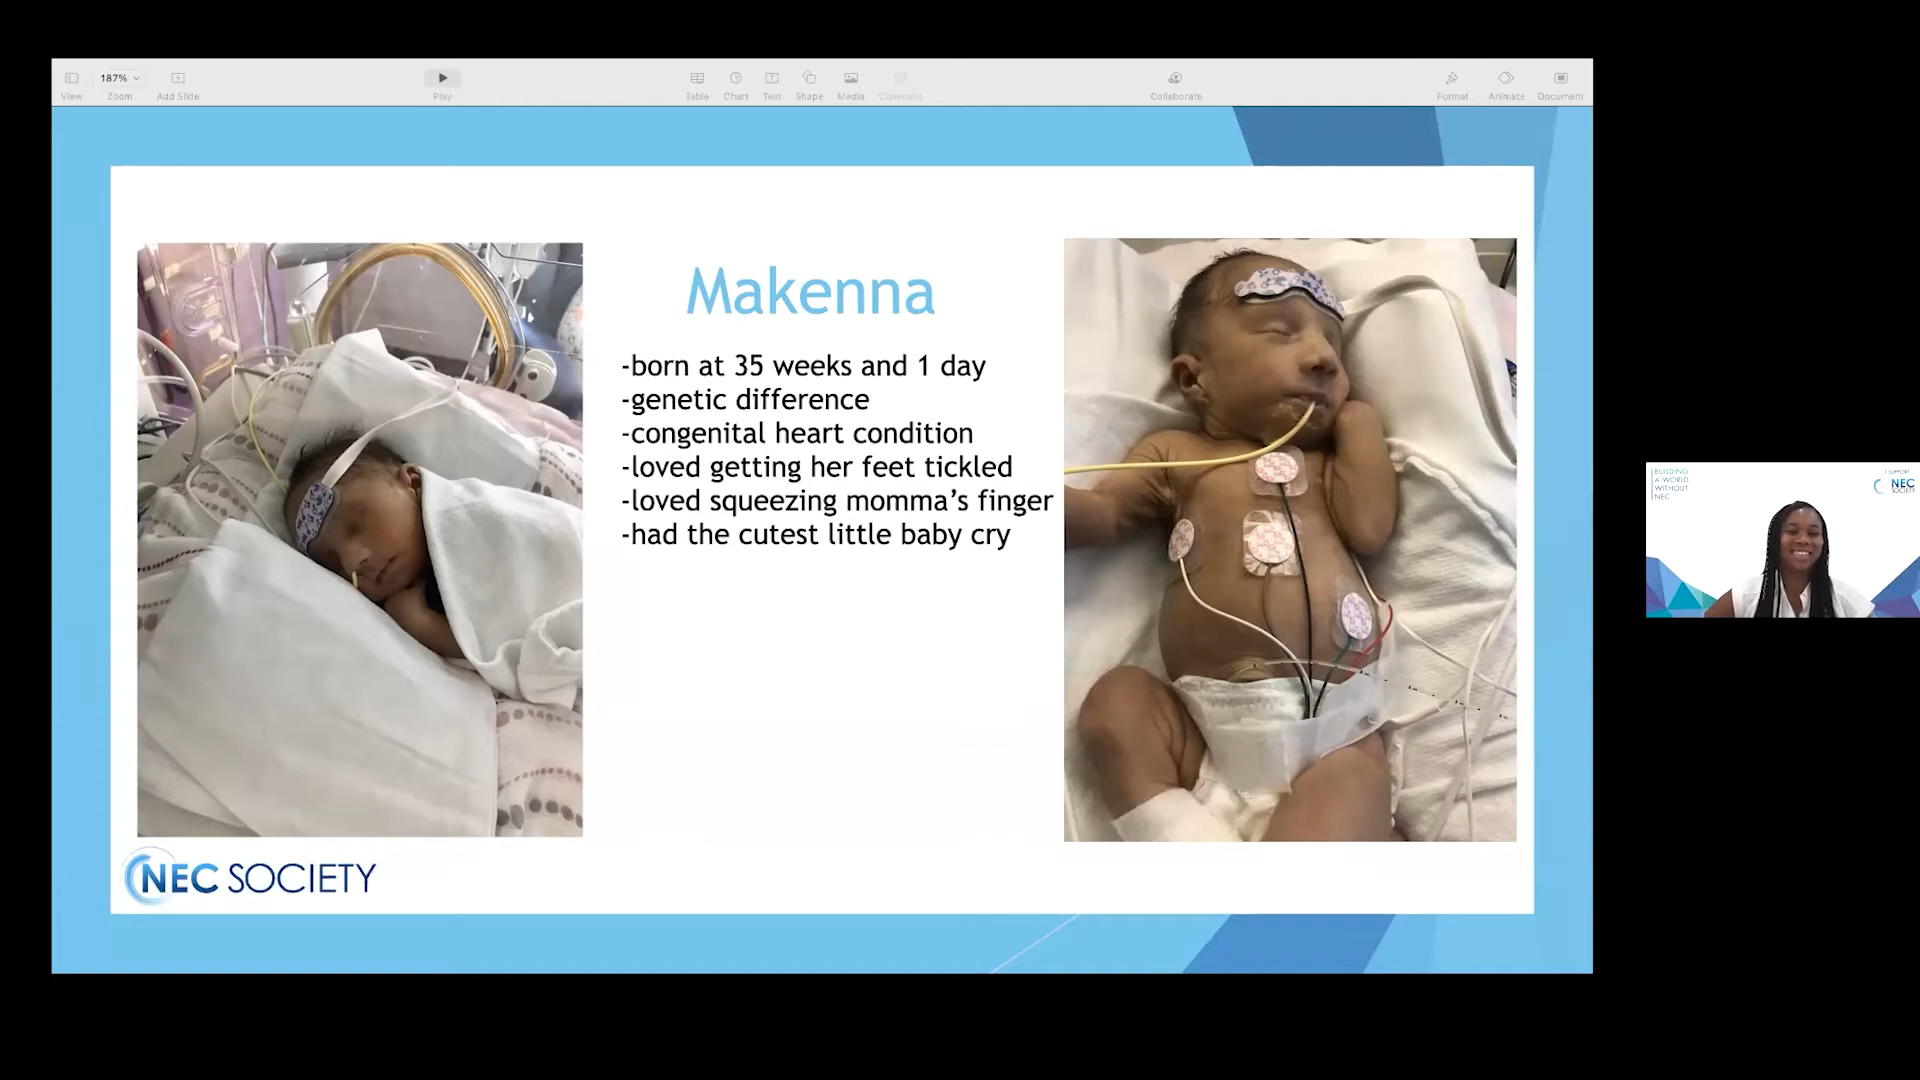 187%
View
Zoom
Add Slide
Play
Table
Chart
Text
Shape
Media
Comment
Collaborate
Format
Animate
Document
Makenna
-born at 35 weeks and 1 day
-genetic difference
-congenital heart condition
-loved getting her feet tickled
-loved squeezing momma’s finger
-had the cutest little baby cry
NEC SOCIETY
BUILDING
A WORLD
WITHOUT
NEC
I SUPPORT
NEC
SOCIETY